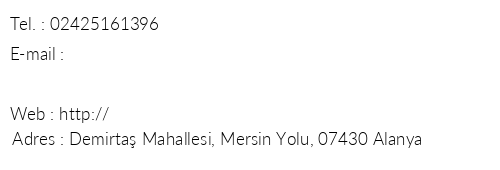 Tel. : 02425161396
E-mail :
Web : http://
Adres : Demirtaş Mahallesi, Mersin Yolu, 07430 Alanya